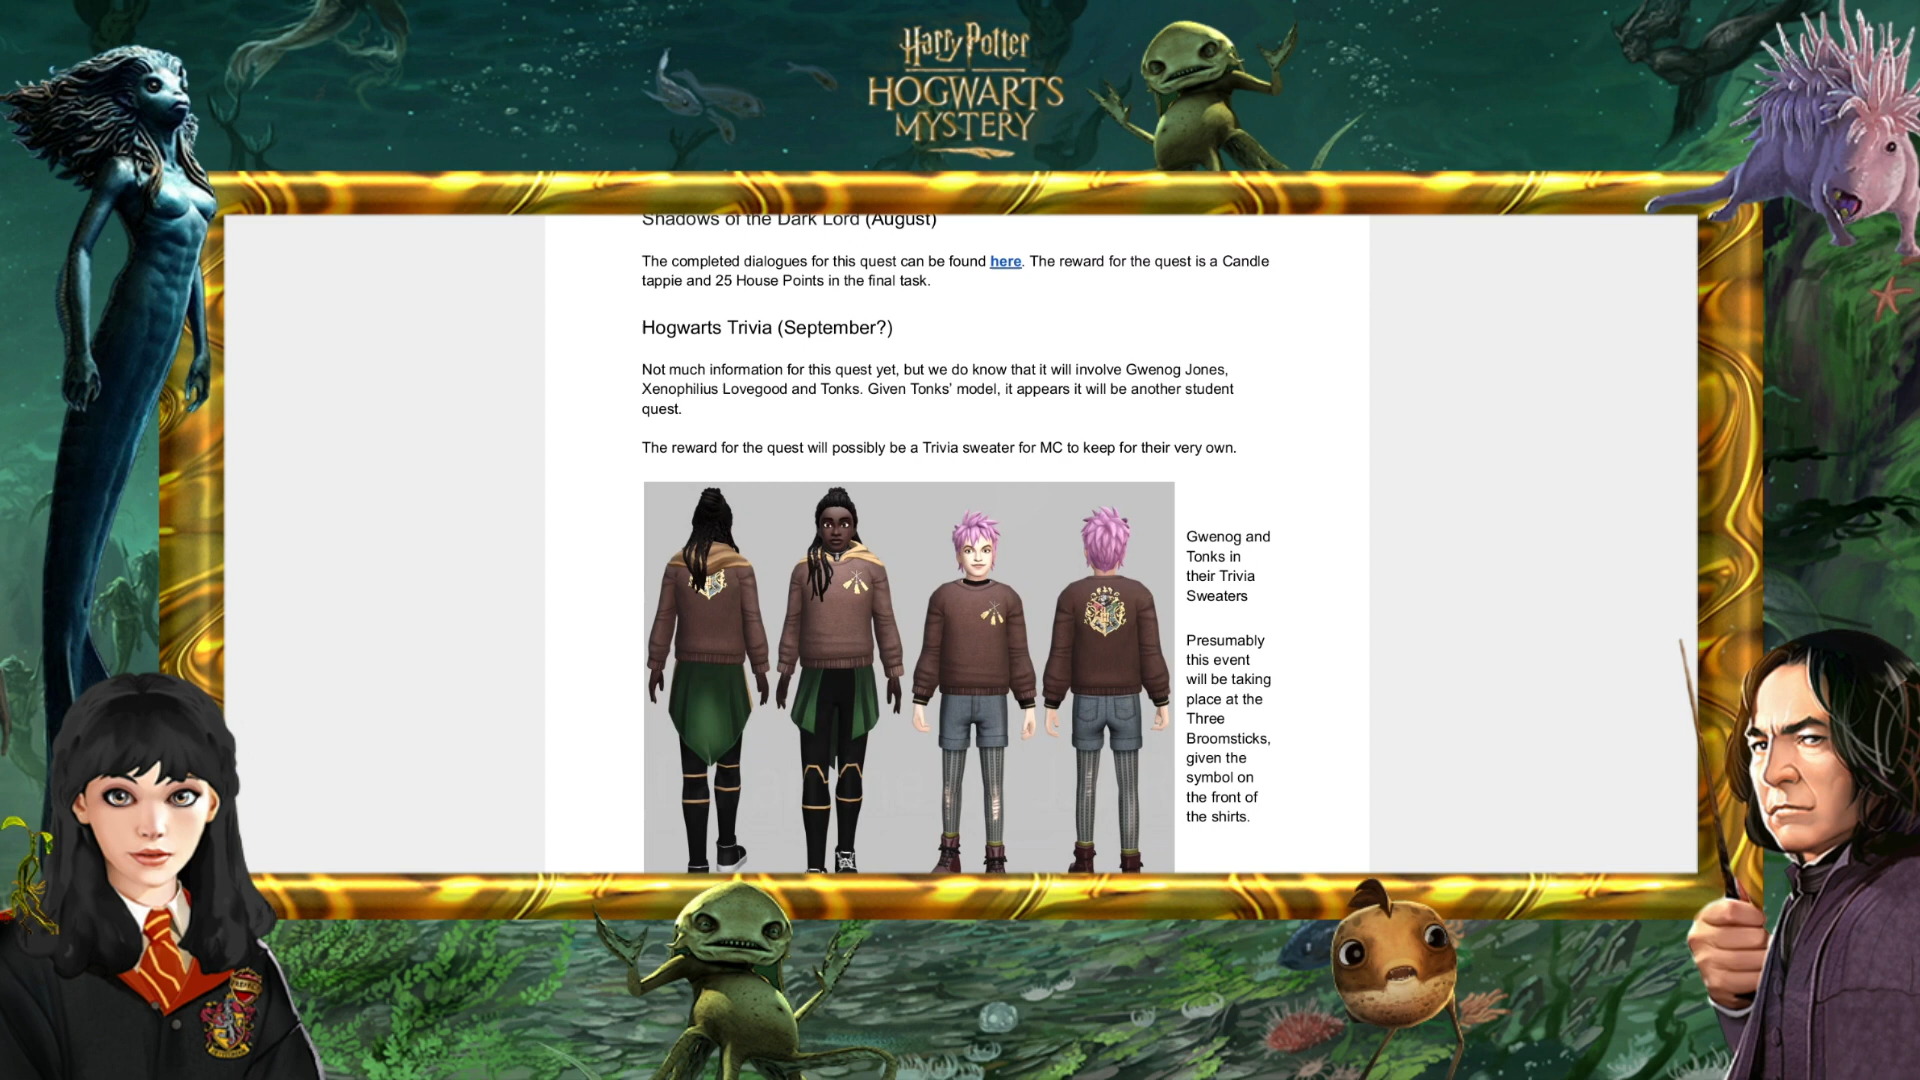 Harry Potter
HOGWARTS
MYSTERY
Shadows of the Dark Lord (August)
The completed dialogues for this quest can be found here. The reward for the quest is a Candle
tappie and 25 House Points in the final task.
Hogwarts Trivia (September?)
Not much information for this quest yet, but we do know that it will involve Gwenog Jones,
Xenophilius Lovegood and Tonks. Given Tonks’ model, it appears it will be another student
quest.
The reward for the quest will possibly be a Trivia sweater for MC to keep for their very own.
Gwenog and
Tonks in
their Trivia
Sweaters
Presumably
this event
will be taking
place at the
Three
Broomsticks,
given the
symbol on
the front of
the shirts.
PREFECT